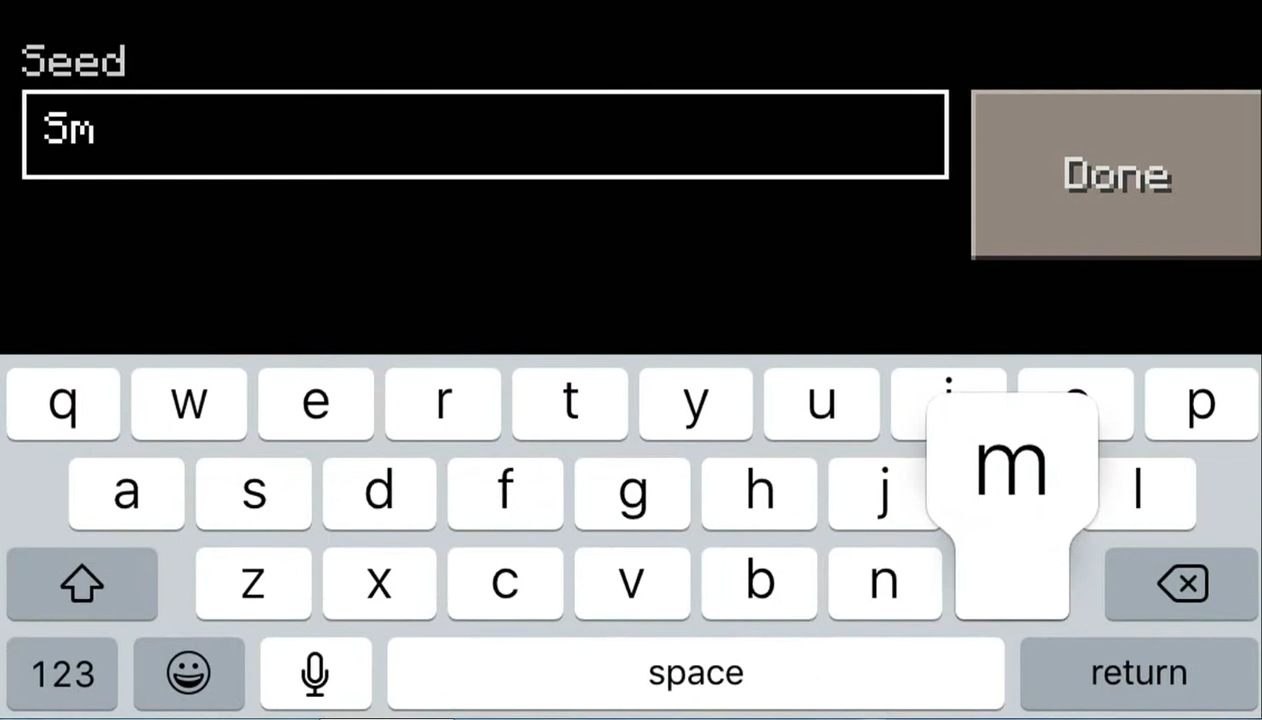 Seed
Sm
Done
q w e r t y u p
a s d f g h j m l
z x c v b n
123 space return